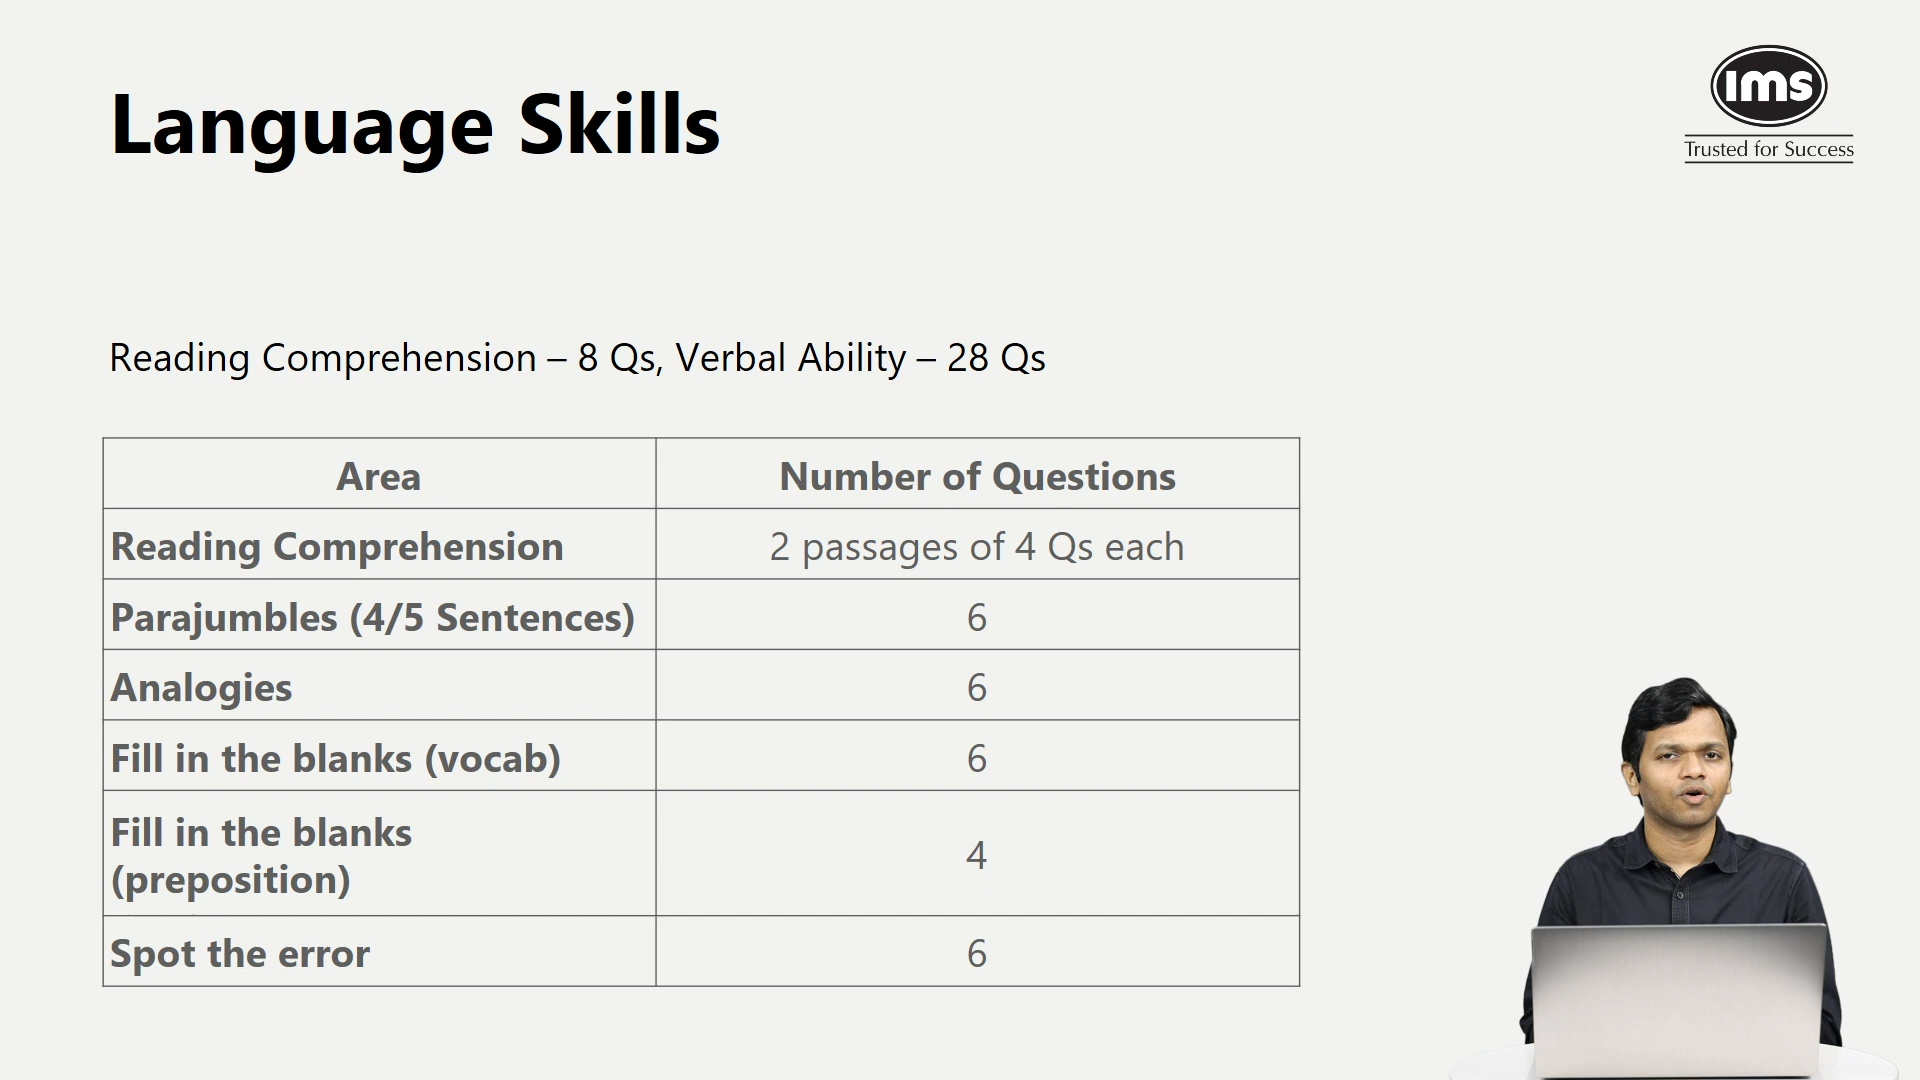 Language Skills
ims
Trusted for Success
Reading Comprehension – 8 Qs, Verbal Ability – 28 Qs
Area Number of Questions
Reading Comprehension 2 passages of 4 Qs each
Parajumbles (4/5 Sentences) 6
Analogies 6
Fill in the blanks (vocab) 6
Fill in the blanks
(preposition) 4
Spot the error 6